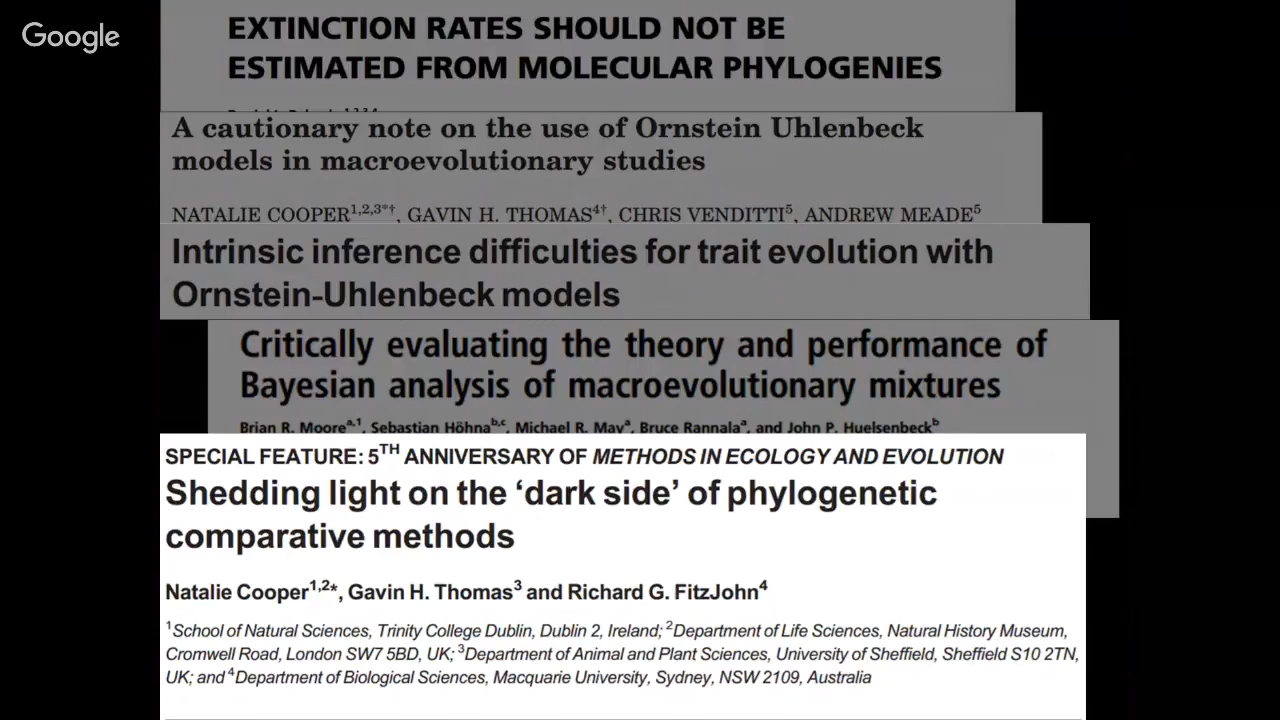 Google
EXTINCTION RATES SHOULD NOT BE
ESTIMATED FROM MOLECULAR PHYLOGENIES
A cautionary note on the use of Ornstein Uhlenbeck
models in macroevolutionary studies
NATALIE COOPER1,2,3*†, GAVIN H. THOMAS4†, CHRIS VENDITTI5, ANDREW MEADE5
Intrinsic inference difficulties for trait evolution with
Ornstein-Uhlenbeck models
Critically evaluating the theory and performance of
Bayesian analysis of macroevolutionary mixtures
Brian R. Moorea,1, Sebastian Höhnab,c, Michael R. Maya, Bruce Rannalaa, and John P. Huelsenbeckb
SPECIAL FEATURE: 5TH ANNIVERSARY OF METHODS IN ECOLOGY AND EVOLUTION
Shedding light on the ‘dark side’ of phylogenetic
comparative methods
Natalie Cooper1,2*, Gavin H. Thomas3 and Richard G. FitzJohn4
1School of Natural Sciences, Trinity College Dublin, Dublin 2, Ireland; 2Department of Life Sciences, Natural History Museum,
Cromwell Road, London SW7 5BD, UK; 3Department of Animal and Plant Sciences, University of Sheffield, Sheffield S10 2TN,
UK; and 4Department of Biological Sciences, Macquarie University, Sydney, NSW 2109, Australia